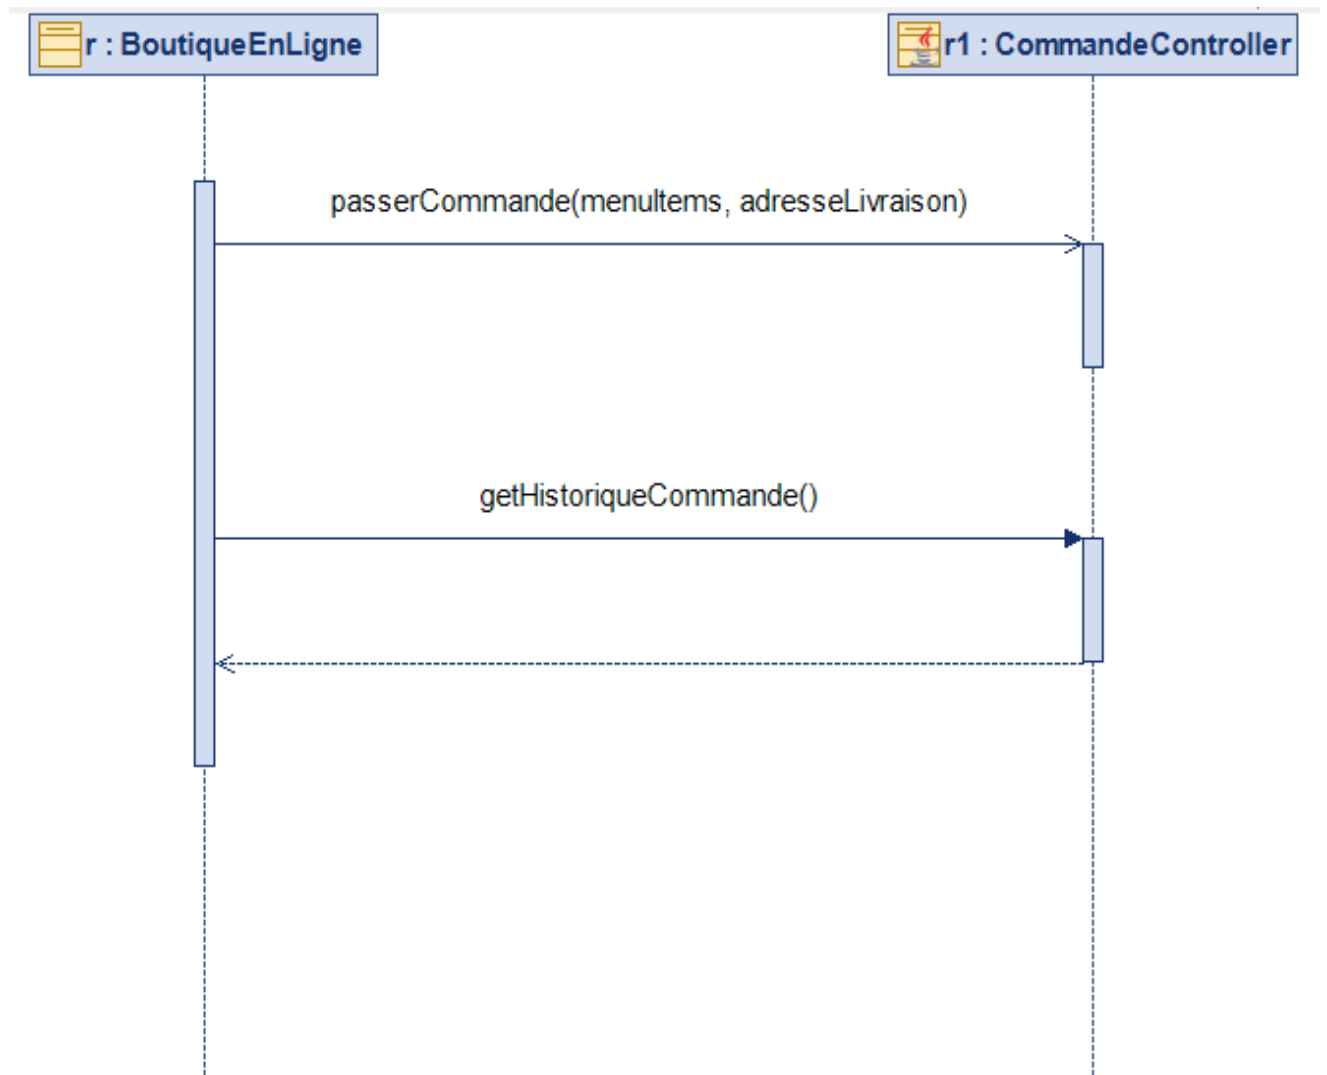 r : BoutiqueEnLigne
r1 : CommandeController
passerCommande(menuItems, adresseLivraison)
getHistoriqueCommande()